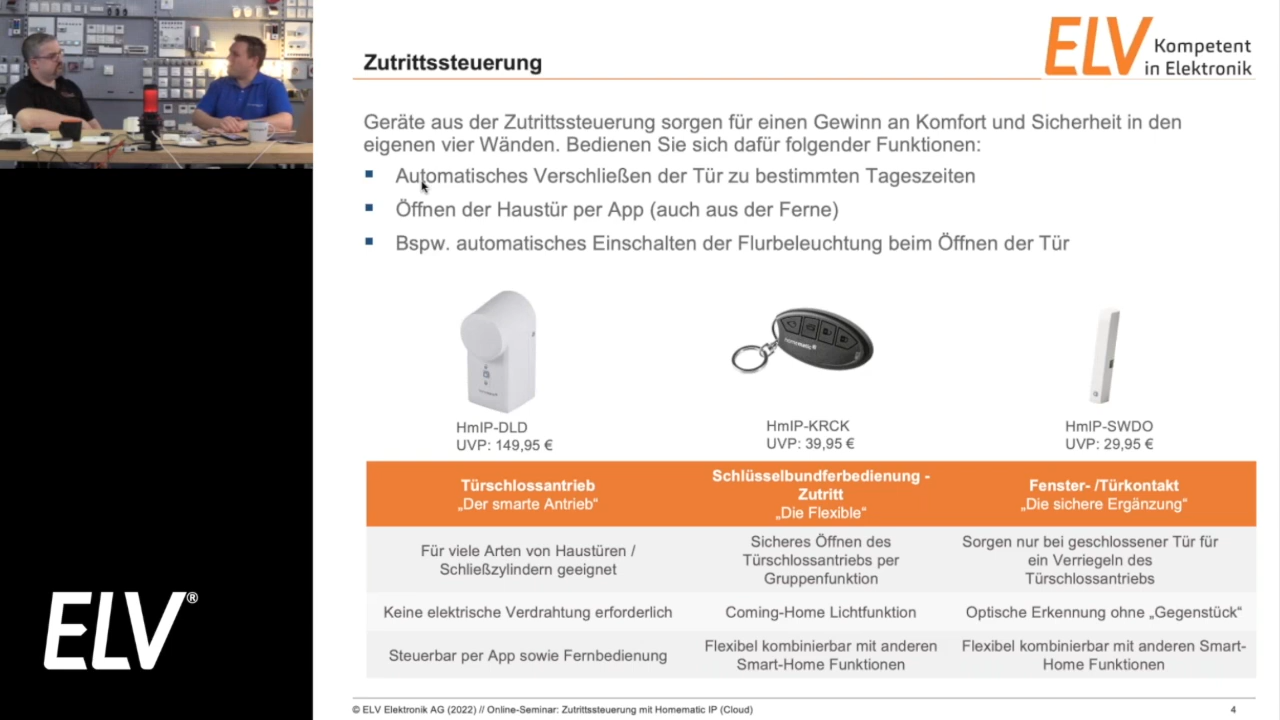 Zutrittssteuerung
ELV Kompetent
in Elektronik
Geräte aus der Zutrittssteuerung sorgen für einen Gewinn an Komfort und Sicherheit in den
eigenen vier Wänden. Bedienen Sie sich dafür folgender Funktionen:
Automatisches Verschließen der Tür zu bestimmten Tageszeiten
Öffnen der Haustür per App (auch aus der Ferne)
Bspw. automatisches Einschalten der Flurbeleuchtung beim Öffnen der Tür
HmIP-DLD
UVP: 149,95 €
HmIP-KRCK
UVP: 39,95 €
HmIP-SWDO
UVP: 29,95 €
Türschlossantrieb
„Der smarte Antrieb“
Schlüsselbundferbedienung -
Zutritt
„Die Flexible“
Fenster- /Türkontakt
„Die sichere Ergänzung“
Für viele Arten von Haustüren /
Schließzylindern geeignet
Sicheres Öffnen des
Türschlossantriebs per
Gruppenfunktion
Sorgen nur bei geschlossener Tür für
ein Verriegeln des
Türschlossantriebs
Keine elektrische Verdrahtung erforderlich
Coming-Home Lichtfunktion
Optische Erkennung ohne „Gegenstück“
Steuerbar per App sowie Fernbedienung
Flexibel kombinierbar mit anderen
Smart-Home Funktionen
Flexibel kombinierbar mit anderen Smart-
Home Funktionen
ELV®
© ELV Elektronik AG (2022) // Online-Seminar: Zutrittssteuerung mit Homematic IP (Cloud)
4